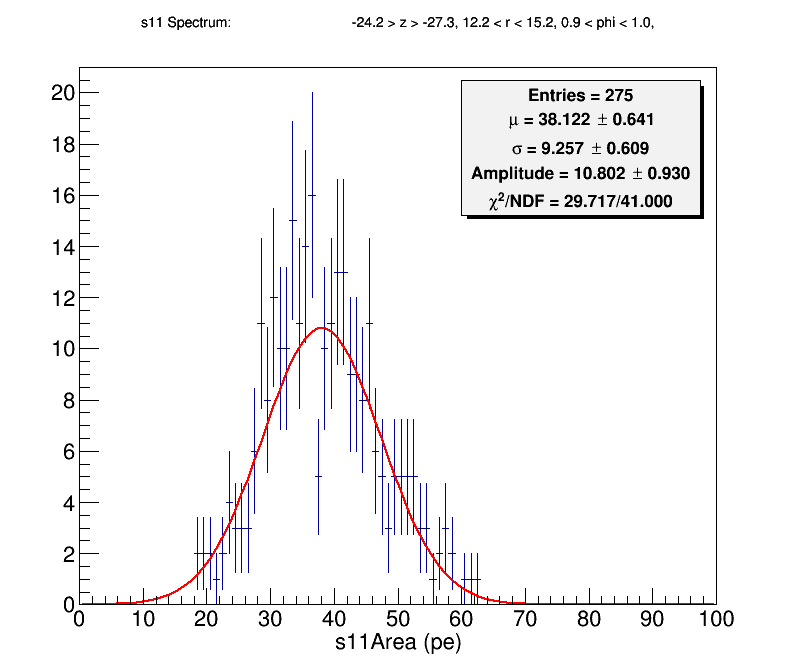 s11 Spectrum: -24.2 > z > -27.3, 12.2 < r < 15.2, 0.9 < phi < 1.0,
Entries = 275
μ = 38.122 ± 0.641
σ = 9.257 ± 0.609
Amplitude = 10.802 ± 0.930
χ²/NDF = 29.717/41.000
20
18
16
14
12
10
8
6
4
2
0
0 10 20 30 40 50 60 70 80 90 100
s11Area (pe)